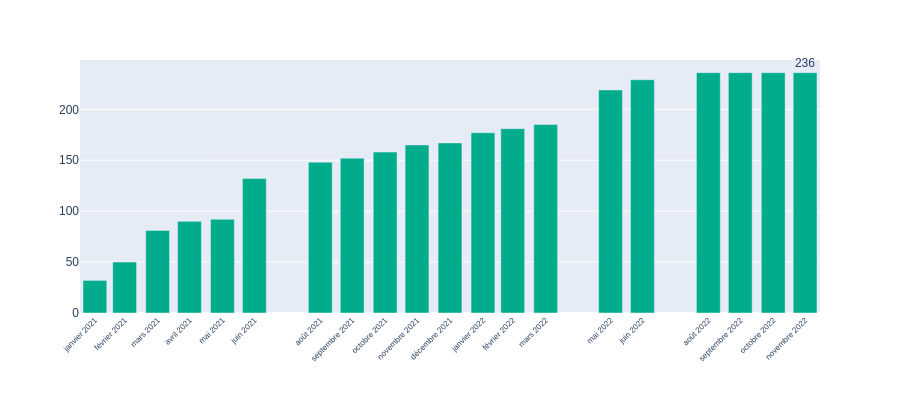 236
200
150
100
50
0
janvier 2021
février 2021
mars 2021
avril 2021
mai 2021
juin 2021
août 2021
septembre 2021
octobre 2021
novembre 2021
décembre 2021
janvier 2022
février 2022
mars 2022
mai 2022
juin 2022
août 2022
septembre 2022
octobre 2022
novembre 2022